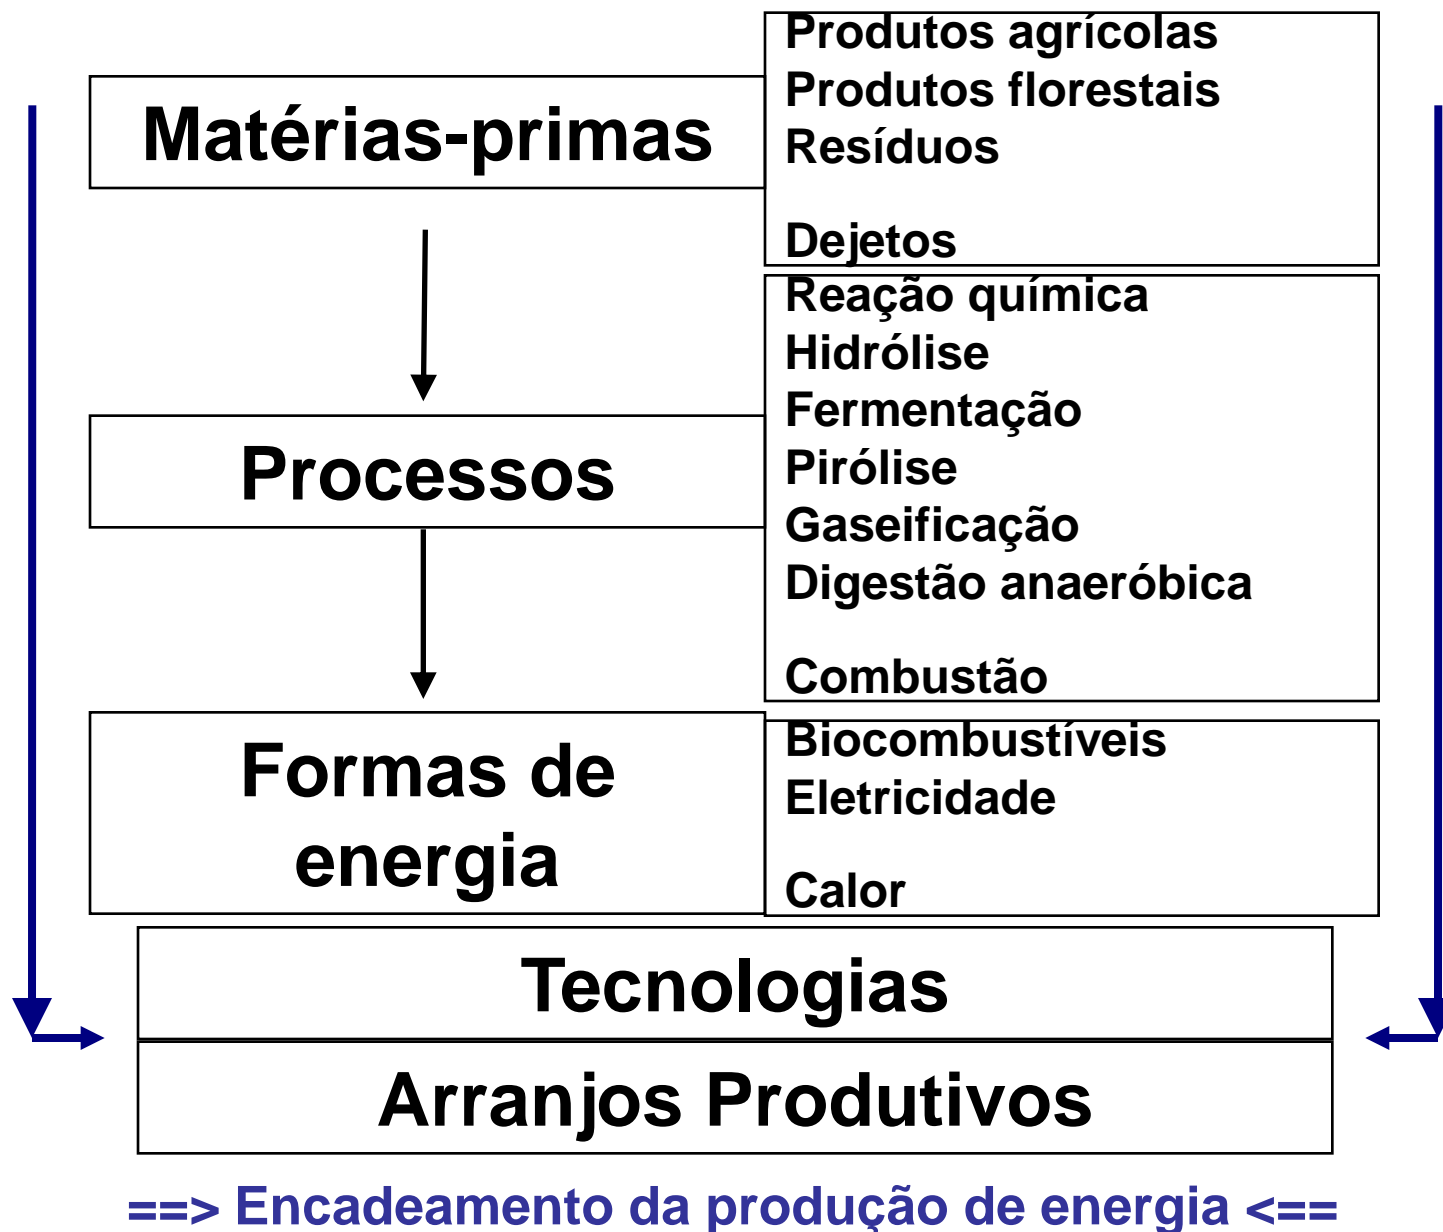 Matérias-primas
Produtos agrícolas
Produtos florestais
Resíduos
Dejetos
Processos
Reação química
Hidrólise
Fermentação
Pirólise
Gaseificação
Digestão anaeróbica
Combustão
Formas de
energia
Biocombustíveis
Eletricidade
Calor
Tecnologias
Arranjos Produtivos
==> Encadeamento da produção de energia <==